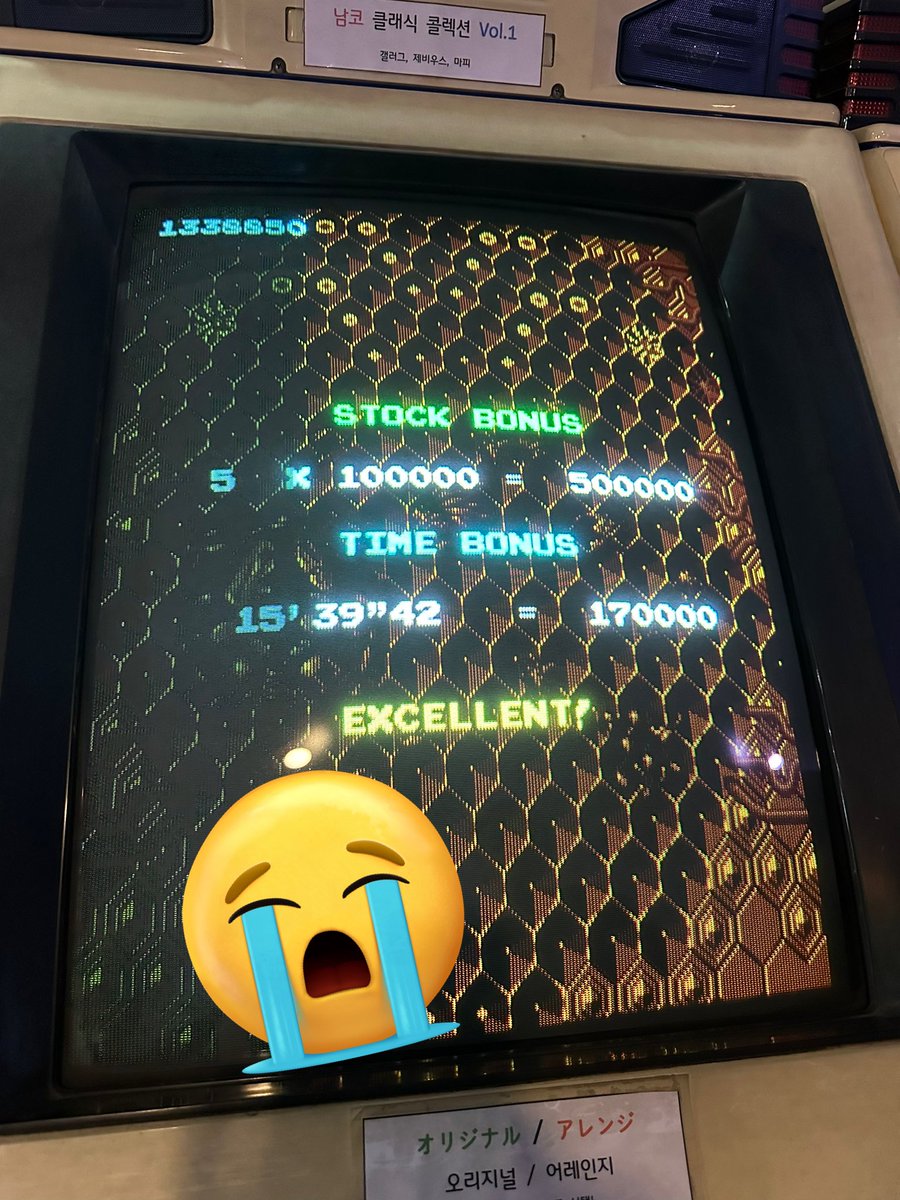 남코 클래식 콜렉션 Vol.1
갤러그, 제비우스, 마피
1338850
STOCK BONUS
5 X 100000 = 500000
TIME BONUS
15' 39"42 = 170000
EXCELLENT!
オリジナル / アレンジ
오리지널 / 어레인지